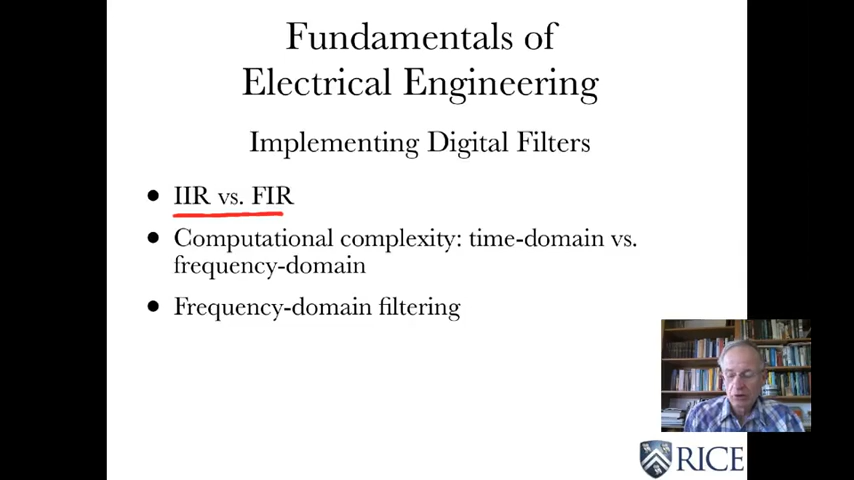 Fundamentals of
Electrical Engineering
Implementing Digital Filters
• IIR vs. FIR
• Computational complexity: time-domain vs.
frequency-domain
• Frequency-domain filtering
RICE